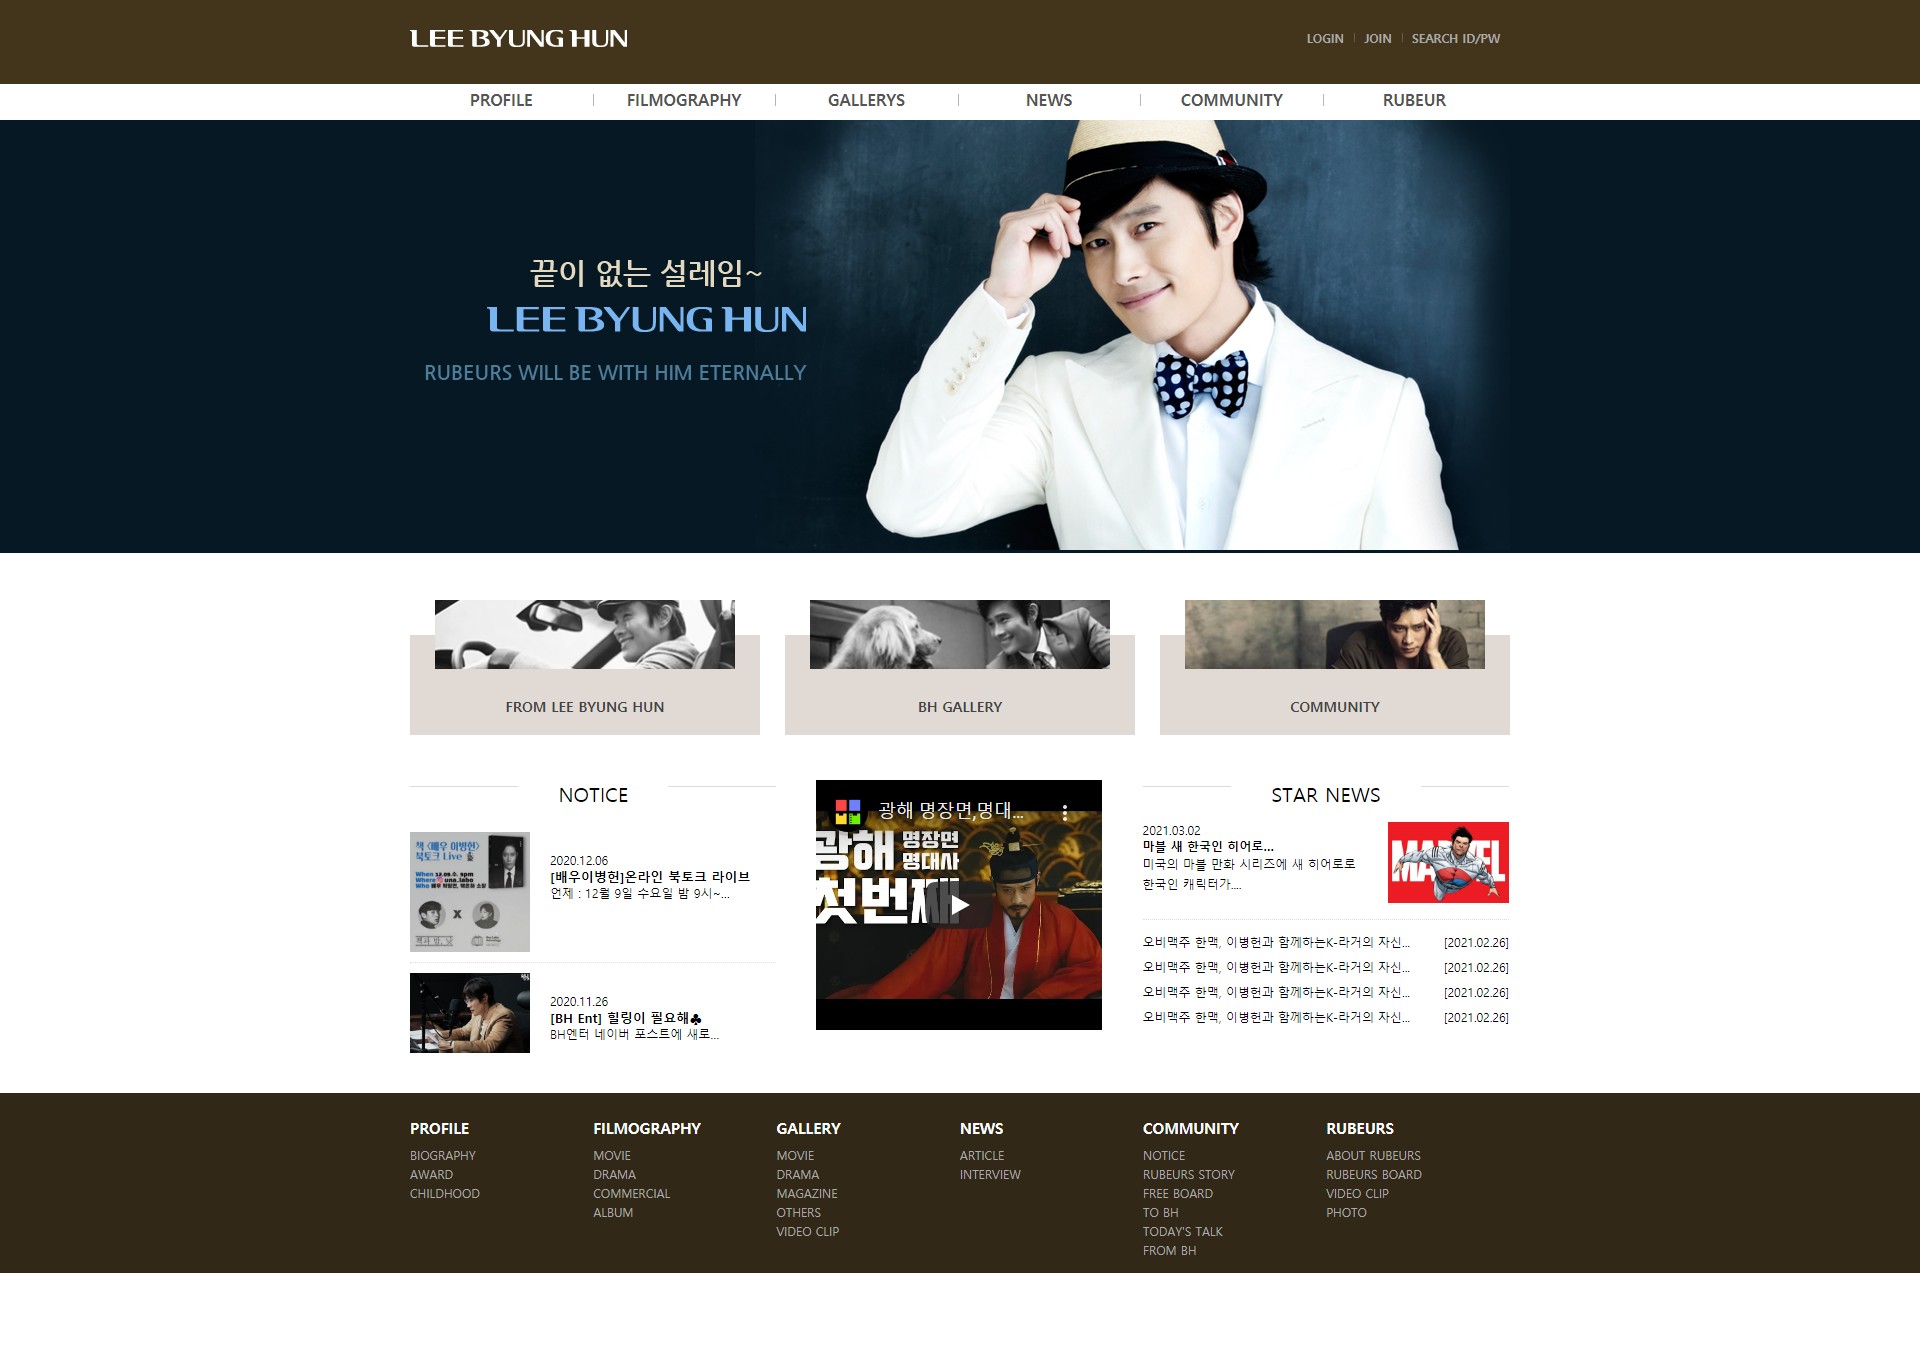 LEE BYUNG HUN
LOGIN
JOIN
SEARCH ID/PW
PROFILE
FILMOGRAPHY
GALLERYS
NEWS
COMMUNITY
RUBEUR
끝이 없는 설레임~
LEE BYUNG HUN
RUBEURS WILL BE WITH HIM ETERNALLY
FROM LEE BYUNG HUN
BH GALLERY
COMMUNITY
NOTICE
책 <배우 이병헌>
북토크 Live
When 12.09.수. 9pm
Where @una.labo
X
2020.12.06
[배우이병헌]온라인 북토크 라이브
언제 : 12월 9일 수요일 밤 9시~...
2020.11.26
[BH Ent] 힐링이 필요해♣
BH엔터 네이버 포스트에 새로...
광해 명장면,명대...
광해 명장면
명대사
첫번째
STAR NEWS
2021.03.02
마블 새 한국인 히어로...
미국의 마블 만화 시리즈에 새 히어로로
한국인 캐릭터가....
MARVEL
오비맥주 한맥, 이병헌과 함께하는K-라거의 자신... [2021.02.26]
오비맥주 한맥, 이병헌과 함께하는K-라거의 자신... [2021.02.26]
오비맥주 한맥, 이병헌과 함께하는K-라거의 자신... [2021.02.26]
오비맥주 한맥, 이병헌과 함께하는K-라거의 자신... [2021.02.26]
PROFILE
BIOGRAPHY
AWARD
CHILDHOOD
FILMOGRAPHY
MOVIE
DRAMA
COMMERCIAL
ALBUM
GALLERY
MOVIE
DRAMA
MAGAZINE
OTHERS
VIDEO CLIP
NEWS
ARTICLE
INTERVIEW
COMMUNITY
NOTICE
RUBEURS STORY
FREE BOARD
TO BH
TODAY'S TALK
FROM BH
RUBEURS
ABOUT RUBEURS
RUBEURS BOARD
VIDEO CLIP
PHOTO